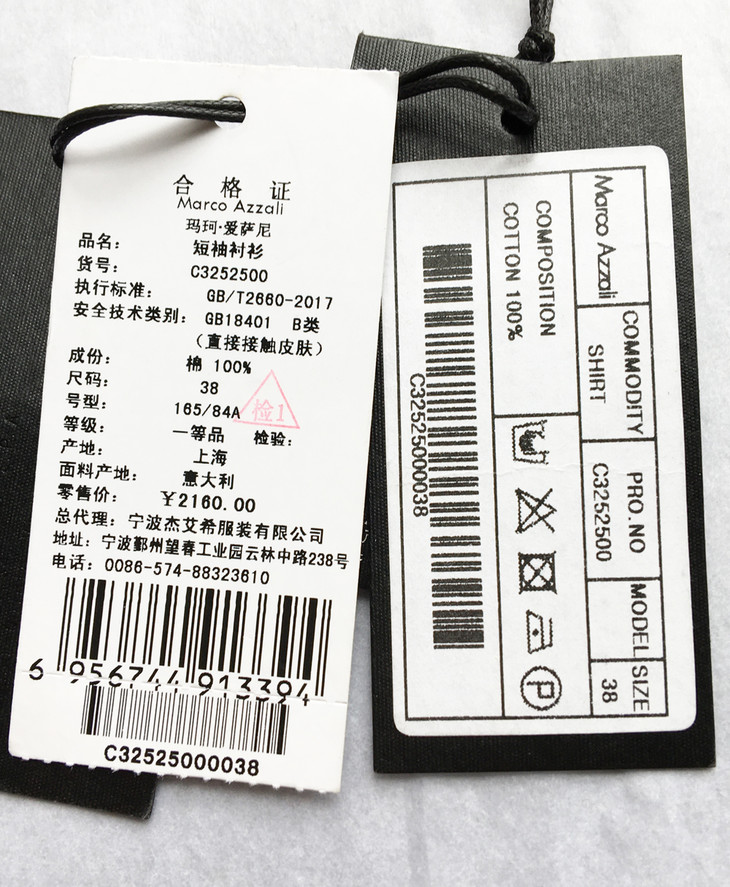 合格证
Marco Azzali
玛珂·爱萨尼
品名: 短袖衬衫
货号: C3252500
执行标准: GB/T2660-2017
安全技术类别: GB18401 B类
（直接接触皮肤）
成份: 棉 100%
尺码: 38
号型: 165/84A
检1
等级: 一等品 检验:
产地: 上海
面料产地: 意大利
零售价: ￥2160.00
总代理: 宁波杰艾希服装有限公司
地址: 宁波鄞州望春工业园云林中路238号
电话: 0086-574-88323610
6 956744 913394
C32525000038
Marco Azzali
COMMODITY
SHIRT
PRO.NO
C3252500
MODEL SIZE
38
COMPOSITION
COTTON 100%
P
C32525000038